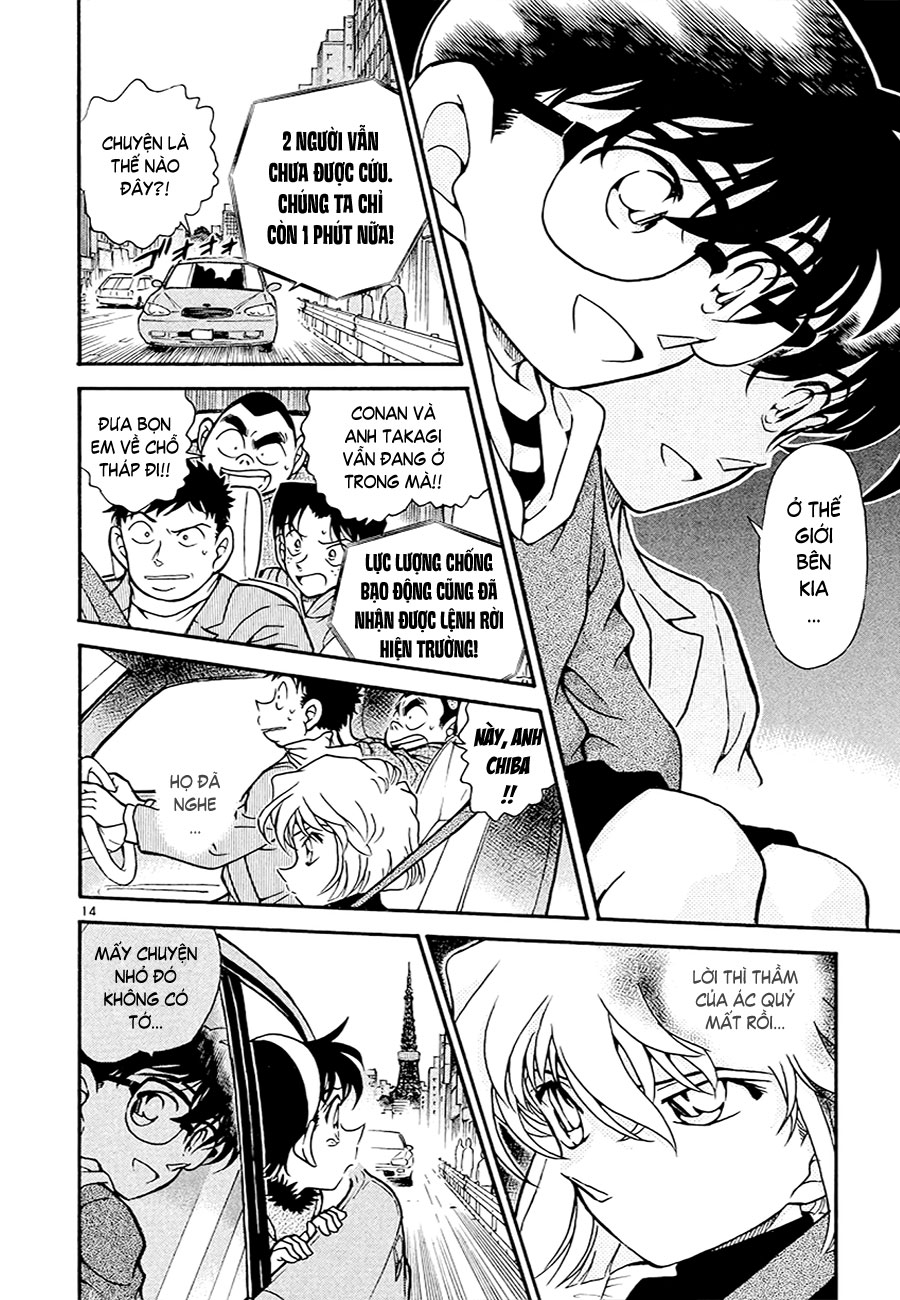 Ở THẾ
GIỚI BÊN
KIA
...
2 NGƯỜI VẪN
CHƯA ĐƯỢC CỨU.
CHÚNG TA CHỈ
CÒN 1 PHÚT NỮA!
CHUYỆN LÀ
THẾ NÀO
ĐÂY?!
CONAN VÀ
ANH TAKAGI
VẪN ĐANG Ở
TRONG MÀ!!
ĐƯA BỌN
EM VỀ CHỖ
THÁP ĐI!!
LỰC LƯỢNG CHỐNG
BẠO ĐỘNG CŨNG ĐÃ
NHẬN ĐƯỢC LỆNH RỜI
HIỆN TRƯỜNG!
NÀY, ANH
CHIBA
!!
HỌ ĐÃ
NGHE
...
14
LỜI THÌ THẦM
CỦA ÁC QUỶ
MẤT RỒI...
MẤY CHUYỆN
NHỎ ĐÓ
KHÔNG CÓ
TỚ...